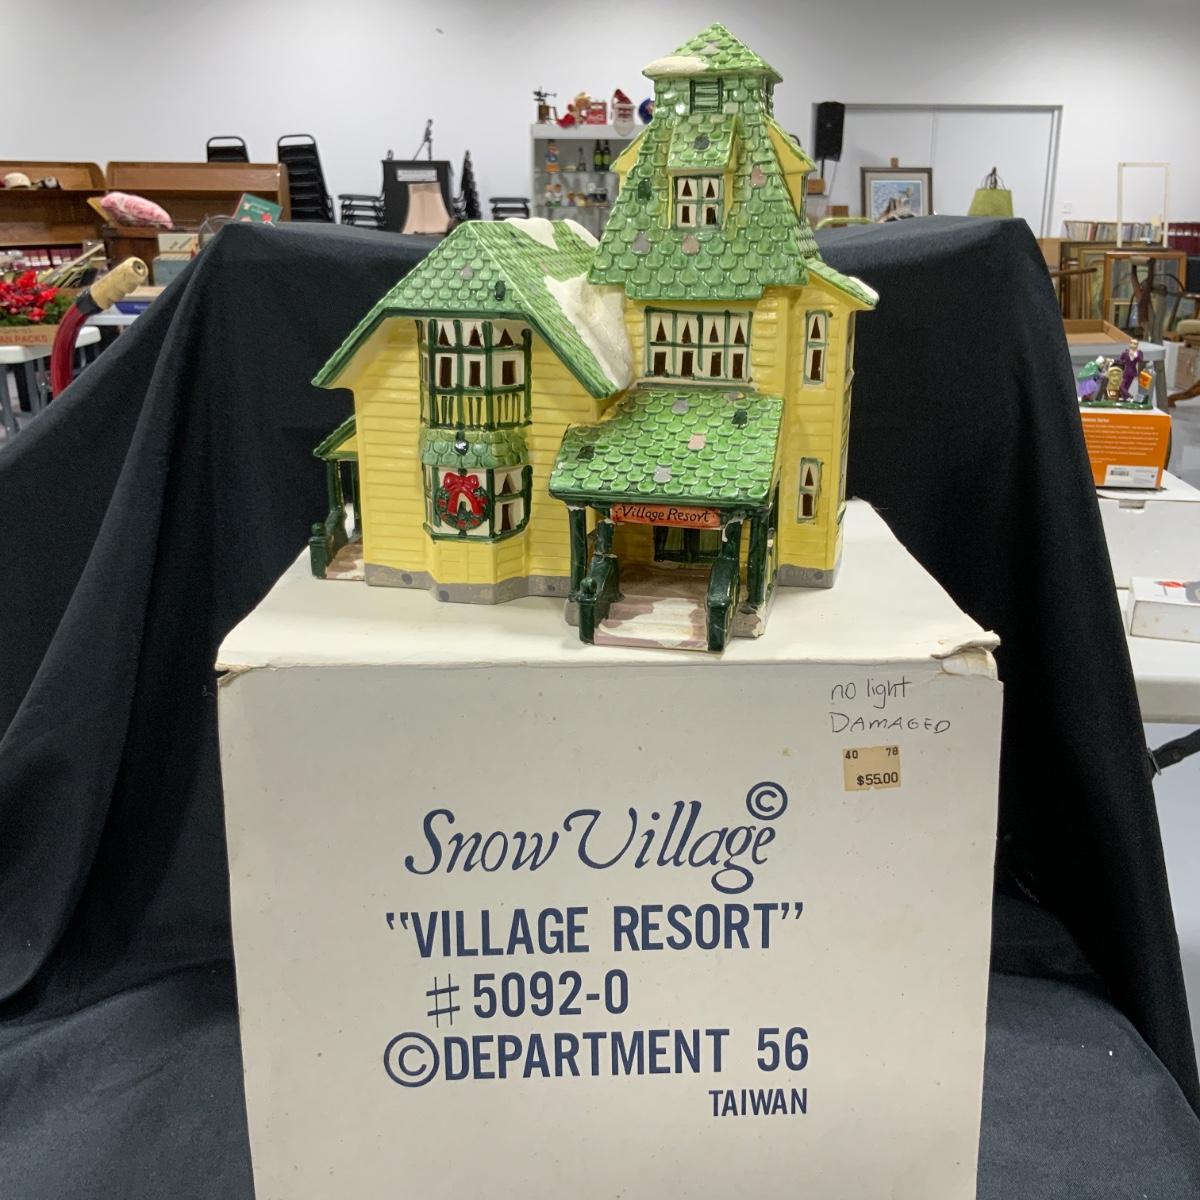 Village Resort
no light
DAMAGED
40 78
$55.00
Snow Village ©
"VILLAGE RESORT"
#5092-0
©DEPARTMENT 56
TAIWAN